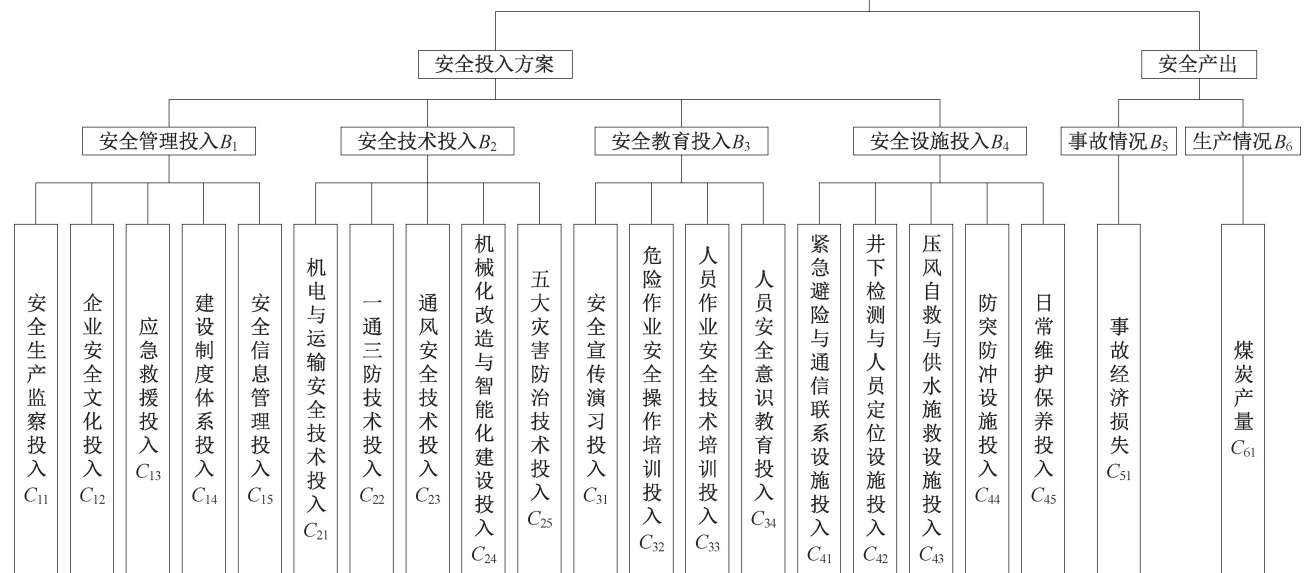 安全投入方案
安全产出
安全管理投入B₁
安全技术投入B₂
安全教育投入B₃
安全设施投入B₄
事故情况B₅
生产情况B₆
安全生产监察投入C₁₁
企业安全文化投入C₁₂
应急救援投入C₁₃
建设制度体系投入C₁₄
安全信息管理投入C₁₅
机电与运输安全技术投入C₂₁
一通三防技术投入C₂₂
通风安全技术投入C₂₃
机械化改造与智能化建设投入C₂₄
五大灾害防治技术投入C₂₅
安全宣传演习投入C₃₁
危险作业安全操作培训投入C₃₂
人员作业安全技术培训投入C₃₃
人员安全意识教育投入C₃₄
紧急避险与通信联系设施投入C₄₁
井下检测与人员定位设施投入C₄₂
压风自救与供水施救设施投入C₄₃
防突防冲设施投入C₄₄
日常维护保养投入C₄₅
事故经济损失C₅₁
煤炭产量C₆₁